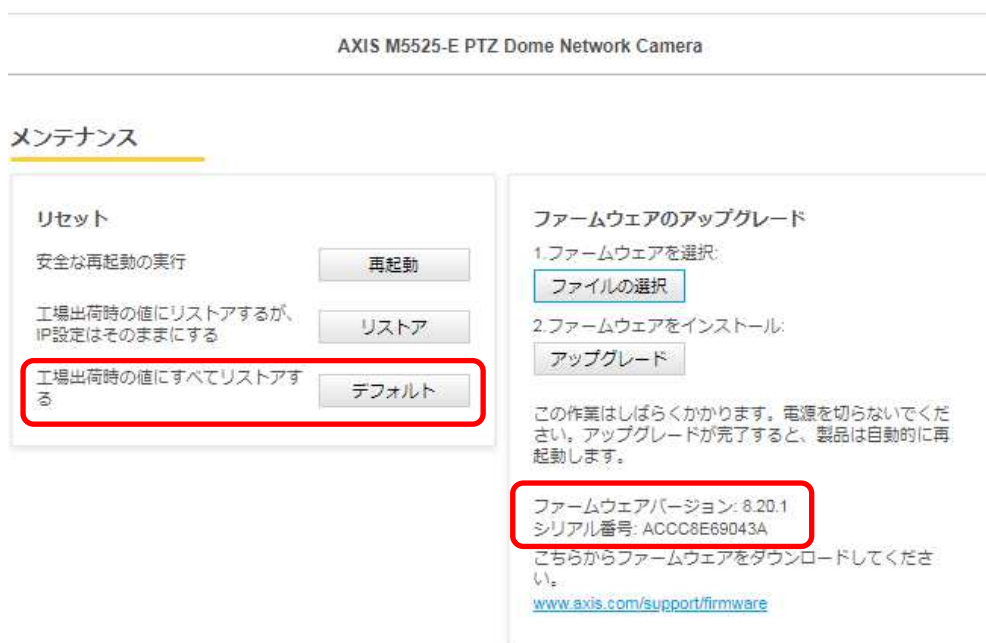 AXIS M5525-E PTZ Dome Network Camera
メンテナンス
リセット
安全な再起動の実行
再起動
工場出荷時の値にリストアするが、
IP設定はそのままにする
リストア
工場出荷時の値にすべてリストアす
る
デフォルト
ファームウェアのアップグレード
1.ファームウェアを選択:
ファイルの選択
2.ファームウェアをインストール:
アップグレード
この作業はしばらくかかります。電源を切らないでくだ
さい。アップグレードが完了すると、製品は自動的に再
起動します。
ファームウェアバージョン: 8.20.1
シリアル番号: ACCC8E69043A
こちらからファームウェアをダウンロードしてくださ
い。
www.axis.com/support/firmware